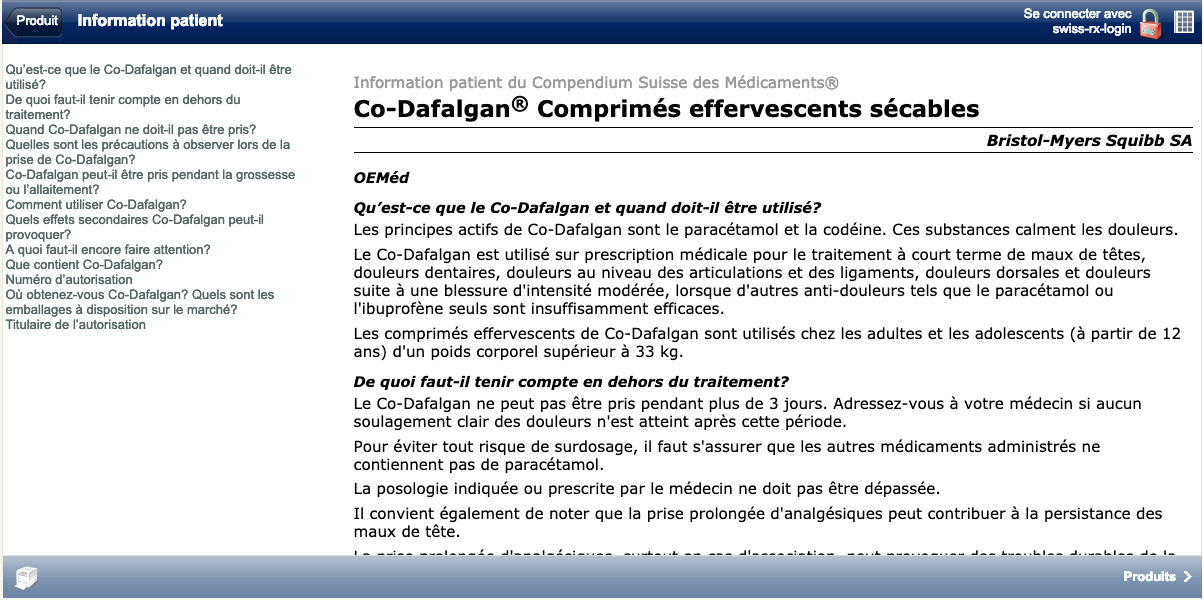 Produit
Information patient
Se connecter avec
swiss-rx-login
Qu'est-ce que le Co-Dafalgan et quand doit-il être
utilisé?
De quoi faut-il tenir compte en dehors du
traitement?
Quand Co-Dafalgan ne doit-il pas être pris?
Quelles sont les précautions à observer lors de la
prise de Co-Dafalgan?
Co-Dafalgan peut-il être pris pendant la grossesse
ou l'allaitement?
Comment utiliser Co-Dafalgan?
Quels effets secondaires Co-Dafalgan peut-il
provoquer?
A quoi faut-il encore faire attention?
Que contient Co-Dafalgan?
Numéro d'autorisation
Où obtenez-vous Co-Dafalgan? Quels sont les
emballages à disposition sur le marché?
Titulaire de l'autorisation
Information patient du Compendium Suisse des Médicaments®
Co-Dafalgan® Comprimés effervescents sécables
Bristol-Myers Squibb SA
OEMéd
Qu'est-ce que le Co-Dafalgan et quand doit-il être utilisé?
Les principes actifs de Co-Dafalgan sont le paracétamol et la codéine. Ces substances calment les douleurs.
Le Co-Dafalgan est utilisé sur prescription médicale pour le traitement à court terme de maux de têtes,
douleurs dentaires, douleurs au niveau des articulations et des ligaments, douleurs dorsales et douleurs
suite à une blessure d'intensité modérée, lorsque d'autres anti-douleurs tels que le paracétamol ou
l'ibuprofène seuls sont insuffisamment efficaces.
Les comprimés effervescents de Co-Dafalgan sont utilisés chez les adultes et les adolescents (à partir de 12
ans) d'un poids corporel supérieur à 33 kg.
De quoi faut-il tenir compte en dehors du traitement?
Le Co-Dafalgan ne peut pas être pris pendant plus de 3 jours. Adressez-vous à votre médecin si aucun
soulagement clair des douleurs n'est atteint après cette période.
Pour éviter tout risque de surdosage, il faut s'assurer que les autres médicaments administrés ne
contiennent pas de paracétamol.
La posologie indiquée ou prescrite par le médecin ne doit pas être dépassée.
Il convient également de noter que la prise prolongée d'analgésiques peut contribuer à la persistance des
maux de tête.
La prise prolongée d'analgésiques, surtout en cas d'association, peut provoquer des troubles durables de la
Produits